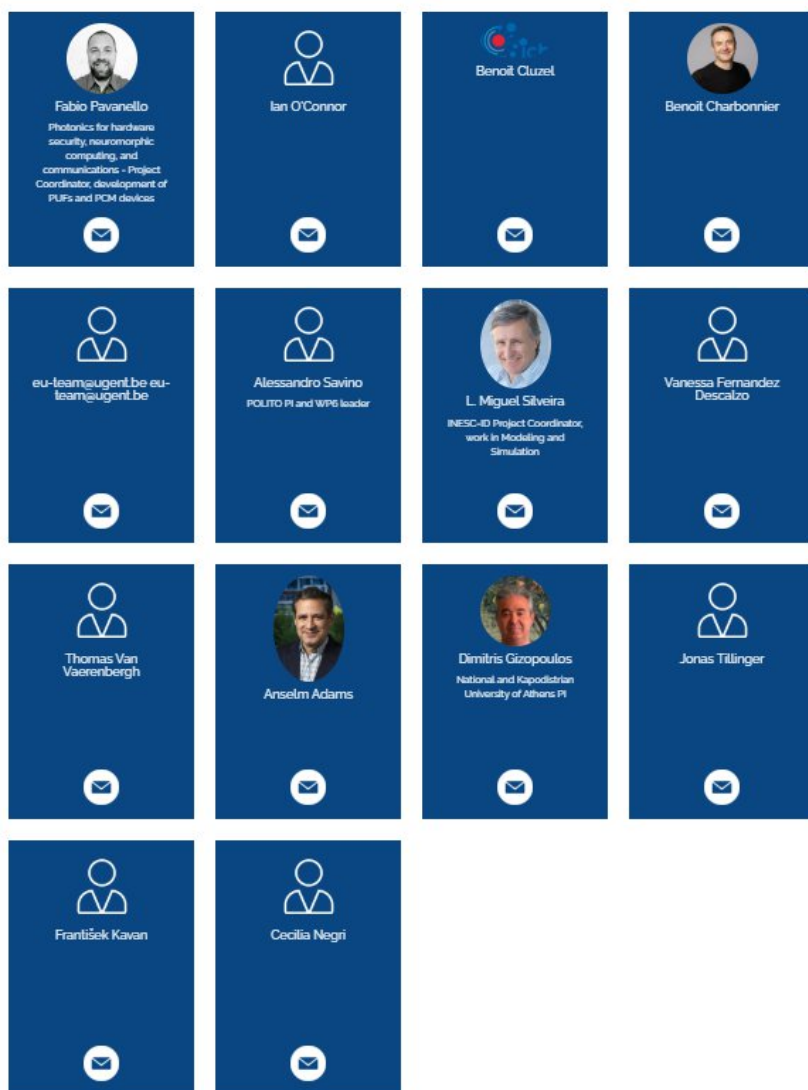 Fabio Pavanello
Photonics for hardware
security, neuromorphic
computing, and
communications - Project
Coordinator, development of
PUFs and PCM devices
Ian O'Connor
Benoit Cluzel
Benoit Charbonnier
eu-team@ugent.be eu-
team@ugent.be
Alessandro Savino
POLITO PI and WP6 leader
L. Miguel Silveira
INESC-ID Project Coordinator,
work in Modeling and
Simulation
Vanessa Fernandez
Descalzo
Thomas Van
Vaerenbergh
Anselm Adams
Dimitris Gizopoulos
National and Kapodistrian
University of Athens PI
Jonas Tillinger
František Kavan
Cecilia Negri